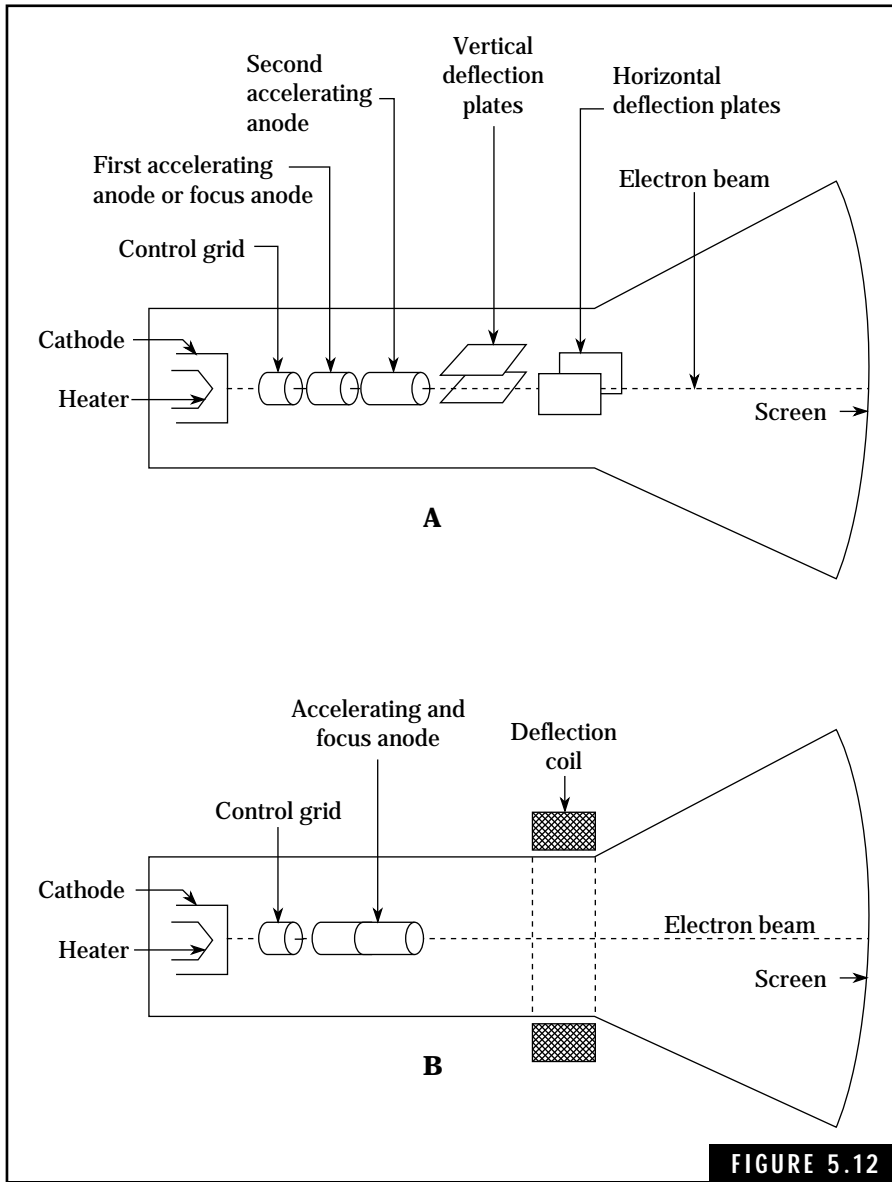 Vertical
deflection
plates
Second
accelerating
anode
Horizontal
deflection plates
First accelerating
anode or focus anode
Electron beam
Control grid
Cathode
Heater
Screen
A
Accelerating and
focus anode
Deflection
coil
Control grid
Cathode
Electron beam
Heater
Screen
B
FIGURE 5.12